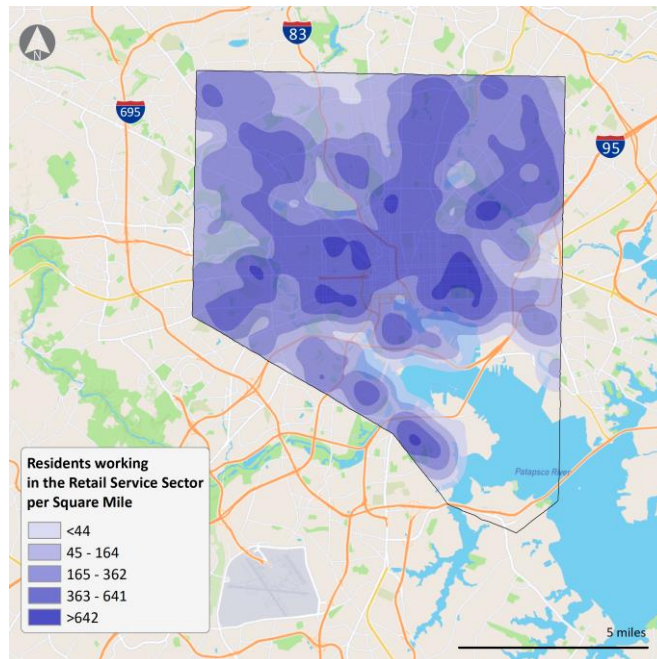 N
83
695
95
Patapsco River
Residents working
in the Retail Service Sector
per Square Mile
<44
45 - 164
165 - 362
363 - 641
>642
5 miles